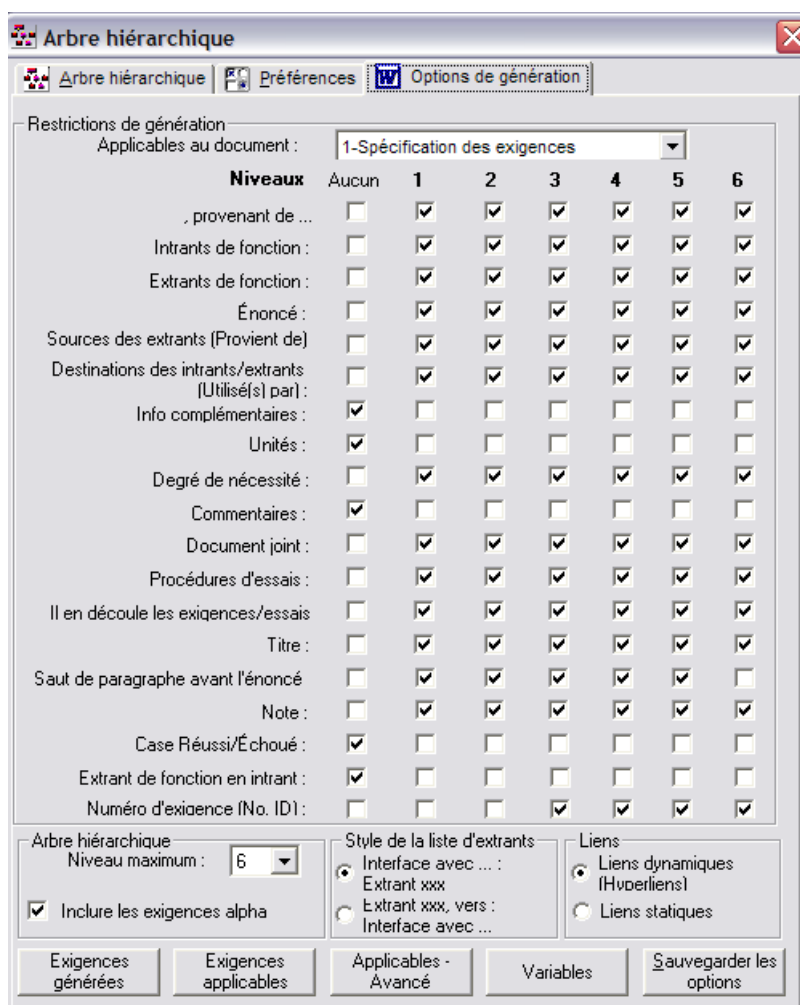 Arbre hiérarchique
Arbre hiérarchique Préférences Options de génération
Restrictions de génération
Applicables au document : 1-Spécification des exigences
Niveaux Aucun 1 2 3 4 5 6
, provenant de ...
Intrants de fonction :
Extrants de fonction :
Énoncé :
Sources des extrants (Provient de)
Destinations des intrants/extrants
(Utilisé(s) par) :
Info complémentaires :
Unités :
Degré de nécessité :
Commentaires :
Document joint :
Procédures d'essais :
Il en découle les exigences/essais
Titre :
Saut de paragraphe avant l'énoncé
Note :
Case Réussi/Échoué :
Extrant de fonction en intrant :
Numéro d'exigence (No. ID) :
Arbre hiérarchique
Niveau maximum : 6
Inclure les exigences alpha
Style de la liste d'extrants
Interface avec ... :
Extrant xxx
Extrant xxx, vers :
Interface avec ...
Liens
Liens dynamiques
(Hyperliens)
Liens statiques
Exigences
générées
Exigences
applicables
Applicables -
Avancé
Variables
Sauvegarder les
options